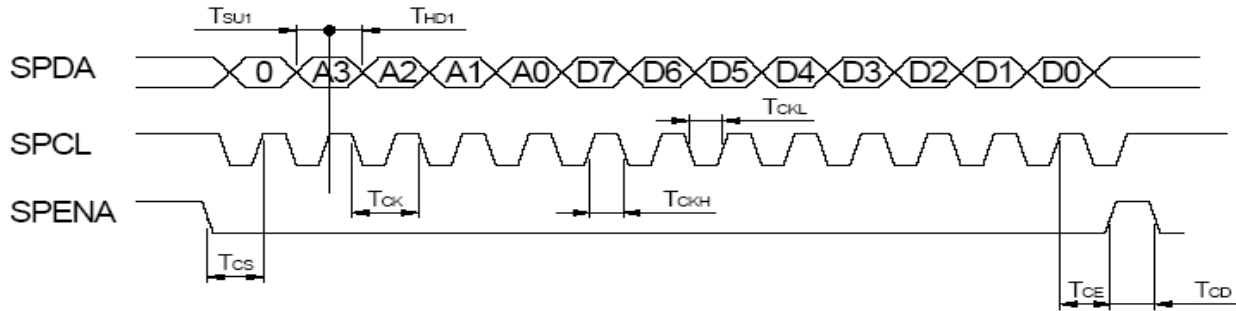 TSU1 THD1
SPDA 0 A3 A2 A1 A0 D7 D6 D5 D4 D3 D2 D1 D0
TCKL
SPCL
TCK TCKH
SPENA
TCS TCE TCD